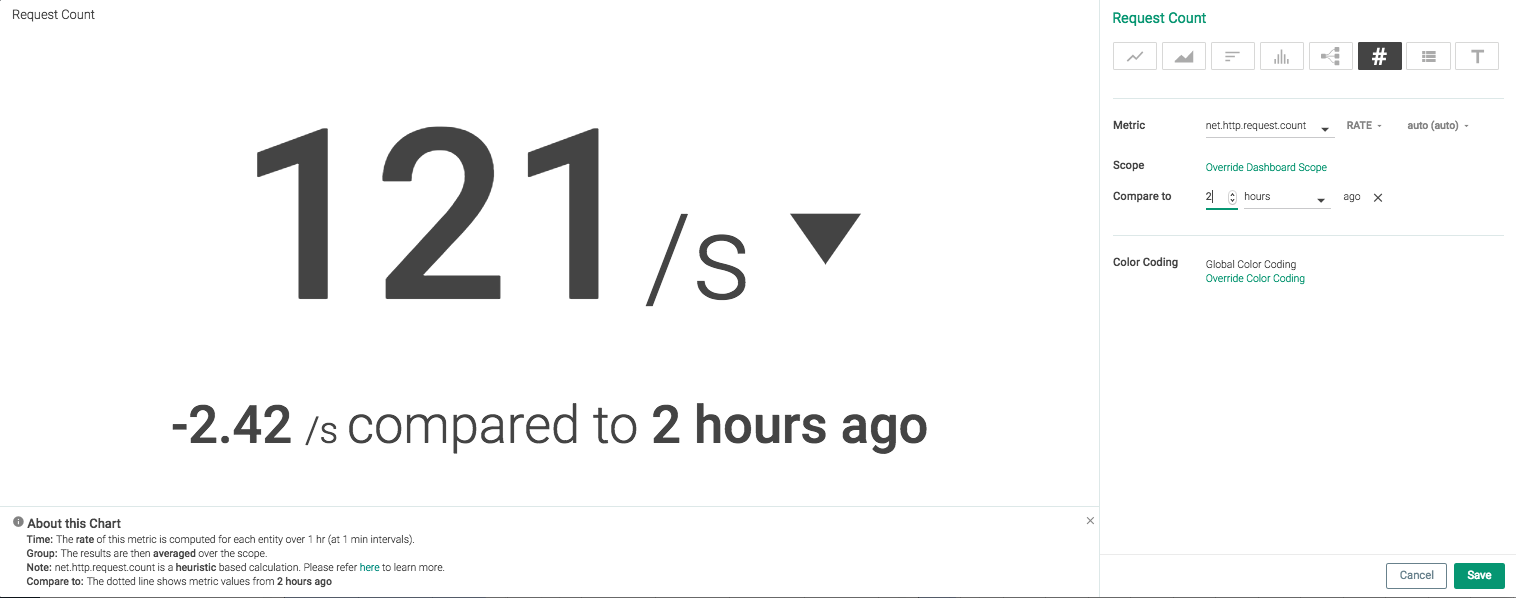 Request Count
121 /s
-2.42 /s compared to 2 hours ago
About this Chart
Time: The rate of this metric is computed for each entity over 1 hr (at 1 min intervals).
Group: The results are then averaged over the scope.
Note: net.http.request.count is a heuristic based calculation. Please refer here to learn more.
Compare to: The dotted line shows metric values from 2 hours ago
Request Count
# T
Metric net.http.request.count RATE auto (auto)
Scope Override Dashboard Scope
Compare to 2 hours ago
Color Coding Global Color Coding
Override Color Coding
Cancel Save